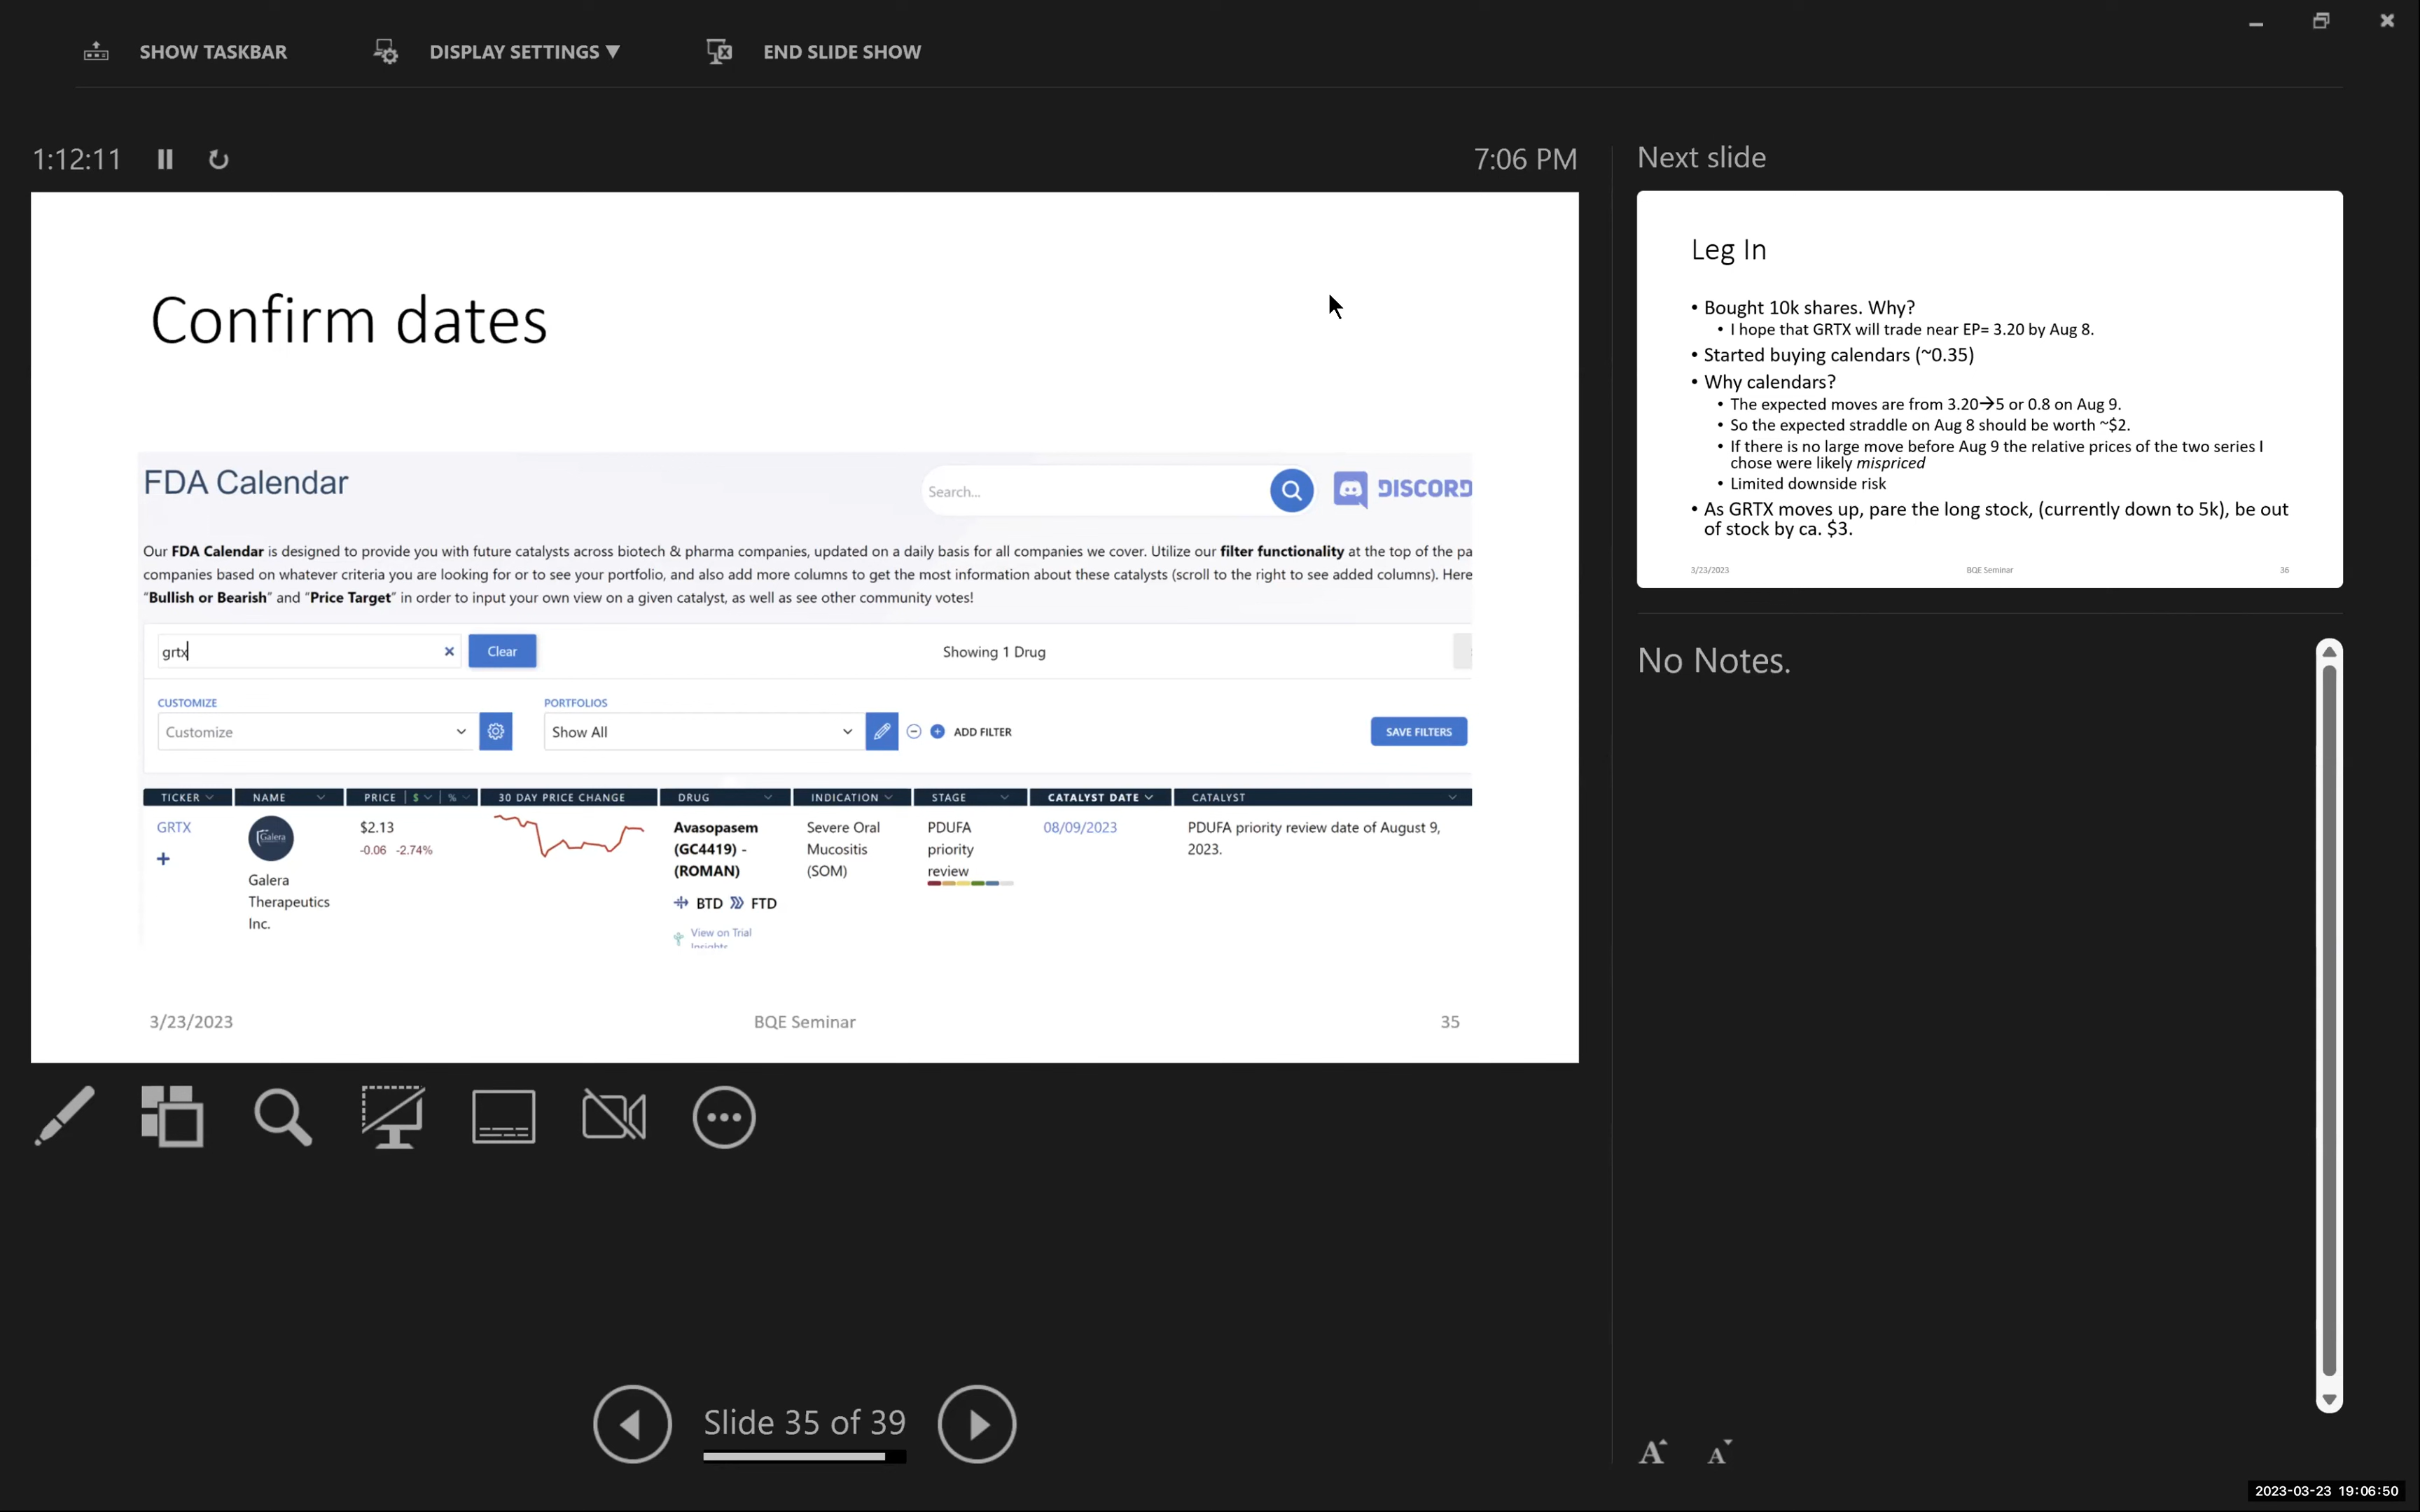 SHOW TASKBAR
DISPLAY SETTINGS ▼
END SLIDE SHOW
1:12:11
7:06 PM
Confirm dates
FDA Calendar
Search...
DISCORD
Our FDA Calendar is designed to provide you with future catalysts across biotech & pharma companies, updated on a daily basis for all companies we cover. Utilize our filter functionality at the top of the pa
companies based on whatever criteria you are looking for or to see your portfolio, and also add more columns to get the most information about these catalysts (scroll to the right to see added columns). Here
"Bullish or Bearish" and "Price Target" in order to input your own view on a given catalyst, as well as see other community votes!
grtx
Clear
Showing 1 Drug
CUSTOMIZE
PORTFOLIOS
Customize
Show All
ADD FILTER
SAVE FILTERS
TICKER NAME PRICE $ % 30 DAY PRICE CHANGE DRUG INDICATION STAGE CATALYST DATE CATALYST
GRTX
Galera
Galera
Therapeutics
Inc.
$2.13
-0.06 -2.74%
Avasopasem
(GC4419) -
(ROMAN)
BTD FTD
View on Trial
Insights
Severe Oral
Mucositis
(SOM)
PDUFA
priority
review
08/09/2023
PDUFA priority review date of August 9,
2023.
3/23/2023
BQE Seminar
35
Slide 35 of 39
Next slide
Leg In
• Bought 10k shares. Why?
• I hope that GRTX will trade near EP= 3.20 by Aug 8.
• Started buying calendars (~0.35)
• Why calendars?
• The expected moves are from 3.20→5 or 0.8 on Aug 9.
• So the expected straddle on Aug 8 should be worth ~$2.
• If there is no large move before Aug 9 the relative prices of the two series I
chose were likely mispriced
• Limited downside risk
• As GRTX moves up, pare the long stock, (currently down to 5k), be out
of stock by ca. $3.
3/23/2023
BQE Seminar
36
No Notes.
A A
2023-03-23 19:06:50